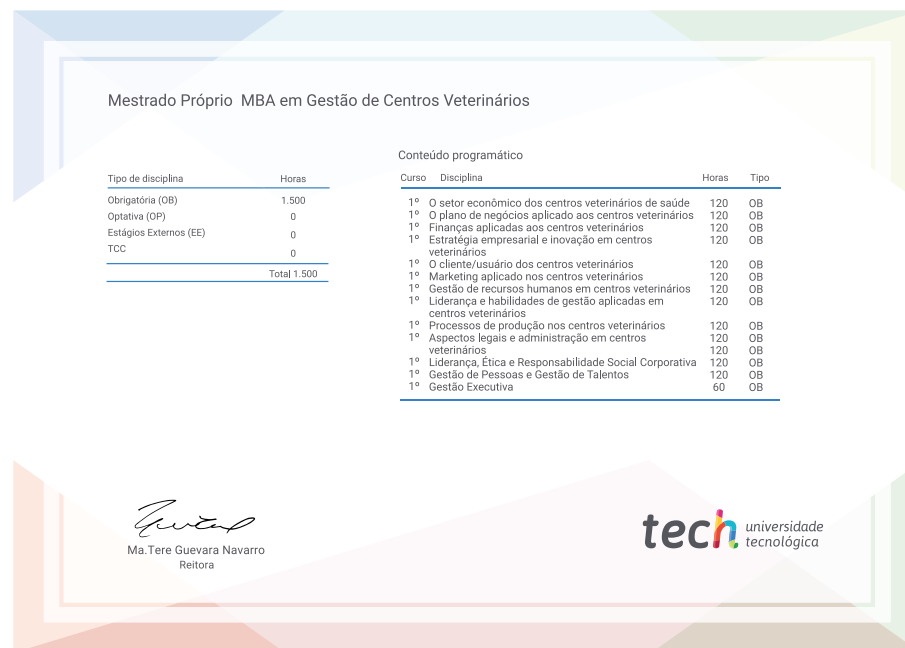 Mestrado Próprio MBA em Gestão de Centros Veterinários
Tipo de disciplina Horas
Obrigatória (OB) 1.500
Optativa (OP) 0
Estágios Externos (EE) 0
TCC 0
Total 1.500
Conteúdo programático
Curso Disciplina Horas Tipo
1º O setor econômico dos centros veterinários de saúde 120 OB
1º O plano de negócios aplicado aos centros veterinários 120 OB
1º Finanças aplicadas aos centros veterinários 120 OB
1º Estratégia empresarial e inovação em centros 120 OB
veterinários
1º O cliente/usuário dos centros veterinários 120 OB
1º Marketing aplicado nos centros veterinários 120 OB
1º Gestão de recursos humanos em centros veterinários 120 OB
1º Liderança e habilidades de gestão aplicadas em 120 OB
centros veterinários
1º Processos de produção nos centros veterinários 120 OB
1º Aspectos legais e administração em centros 120 OB
veterinários 120 OB
1º Liderança, Ética e Responsabilidade Social Corporativa 120 OB
1º Gestão de Pessoas e Gestão de Talentos 120 OB
1º Gestão Executiva 60 OB
Ma.Tere Guevara Navarro
Reitora
tech universidade
tecnológica